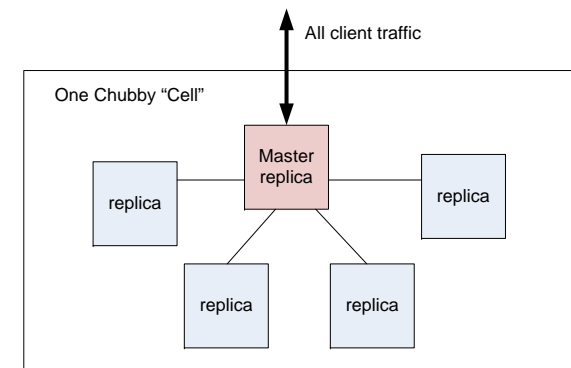 All client traffic
One Chubby “Cell”
Master
replica
replica
replica
replica
replica